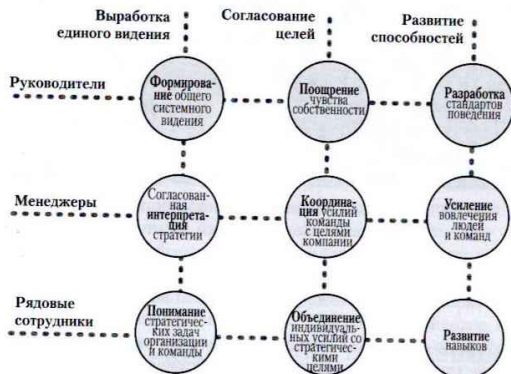 Выработка
единого видения
Согласование
целей
Развитие
способностей
Руководители
Формирова-
ние общего
системного
видения
Поощрение
чувства
собственности
Разработка
стандартов
поведения
Менеджеры
Согласован-
ная
интерпрета-
ция
стратегии
Координа-
ция усилий
команды
с целями
компании
Усиление
вовлечения
людей
и команд
Рядовые
сотрудники
Понимание
стратегичес-
ких задач
организации
и команды
Объединение
индивидуаль-
ных усилий со
стратегичес-
кими
целями
Развитие
навыков